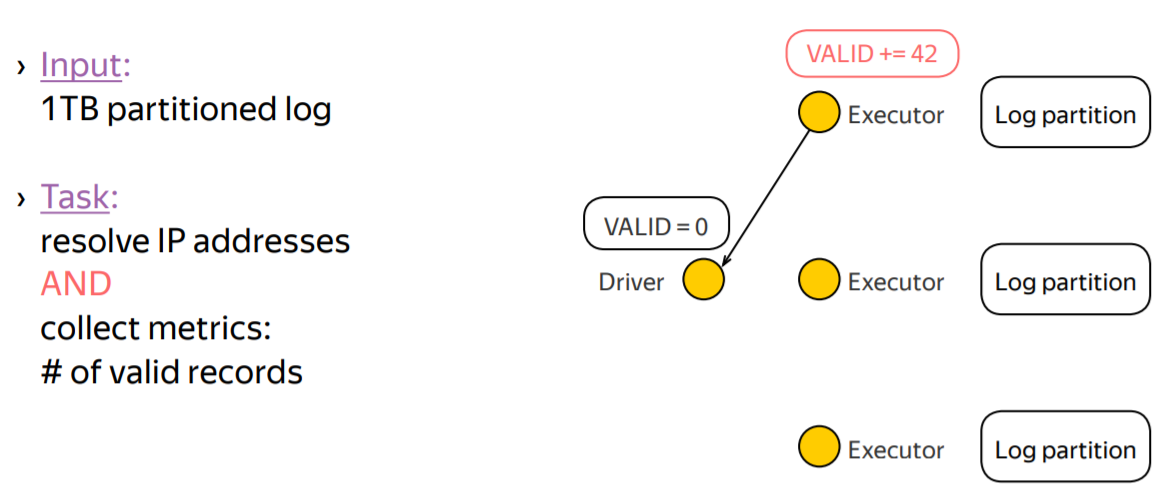 › Input:
1TB partitioned log
› Task:
resolve IP addresses
AND
collect metrics:
# of valid records
VALID += 42
Executor
Log partition
VALID = 0
Driver
Executor
Log partition
Executor
Log partition